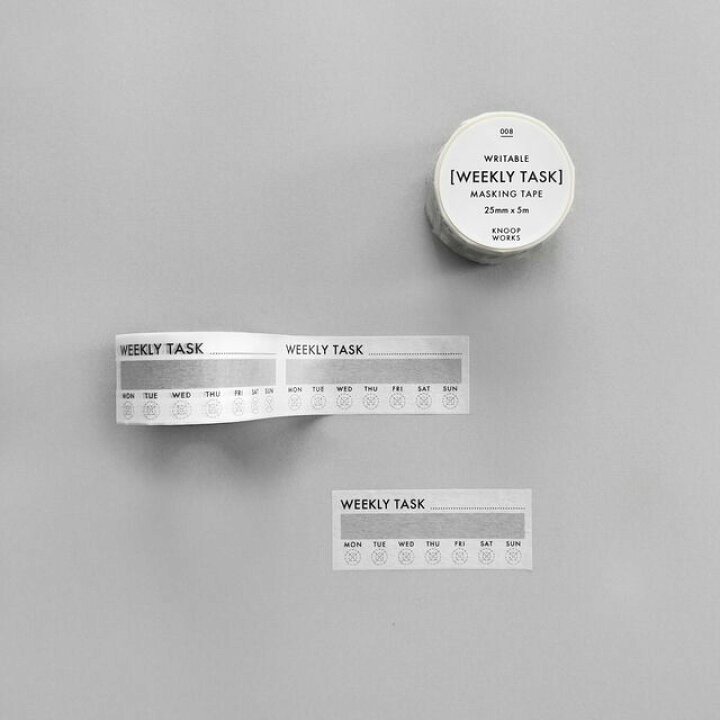 008
WRITABLE
[WEEKLY TASK]
MASKING TAPE
25mm x 5m
KNOOP
WORKS
WEEKLY TASK
MON TUE WED THU FRI SAT SUN
WEEKLY TASK
MON TUE WED THU FRI SAT SUN
WEEKLY TASK
MON TUE WED THU FRI SAT SUN